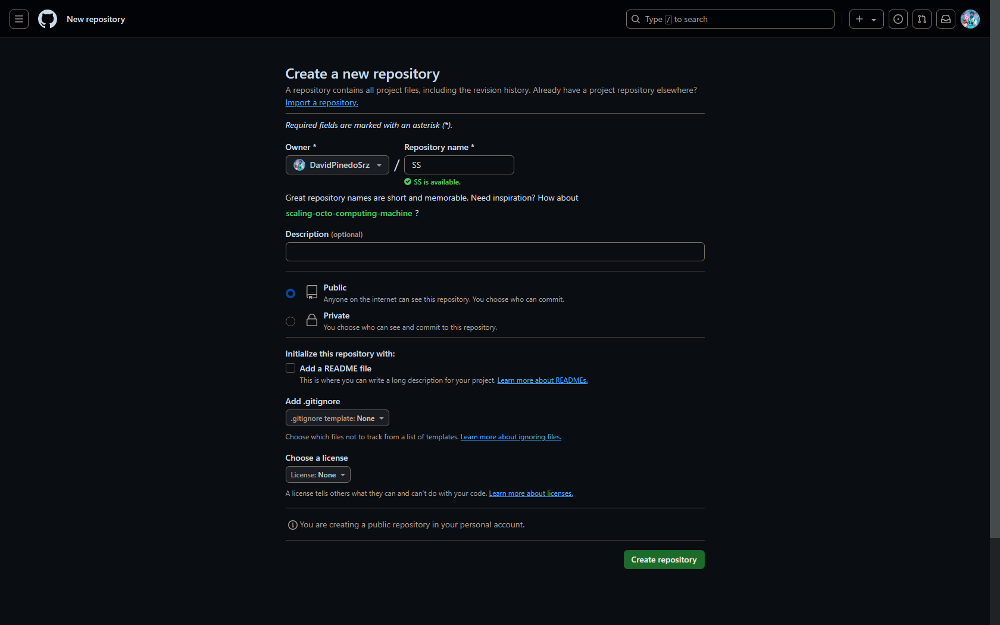 New repository
Type / to search
Create a new repository
A repository contains all project files, including the revision history. Already have a project repository elsewhere?
Import a repository.
Required fields are marked with an asterisk (*).
Owner * Repository name *
DavidPinedoSrz / SS
SS is available.
Great repository names are short and memorable. Need inspiration? How about
scaling-octo-computing-machine ?
Description (optional)
Public
Anyone on the internet can see this repository. You choose who can commit.
Private
You choose who can see and commit to this repository.
Initialize this repository with:
Add a README file
This is where you can write a long description for your project. Learn more about READMEs.
Add .gitignore
.gitignore template: None
Choose which files not to track from a list of templates. Learn more about ignoring files.
Choose a license
License: None
A license tells others what they can and can't do with your code. Learn more about licenses.
You are creating a public repository in your personal account.
Create repository